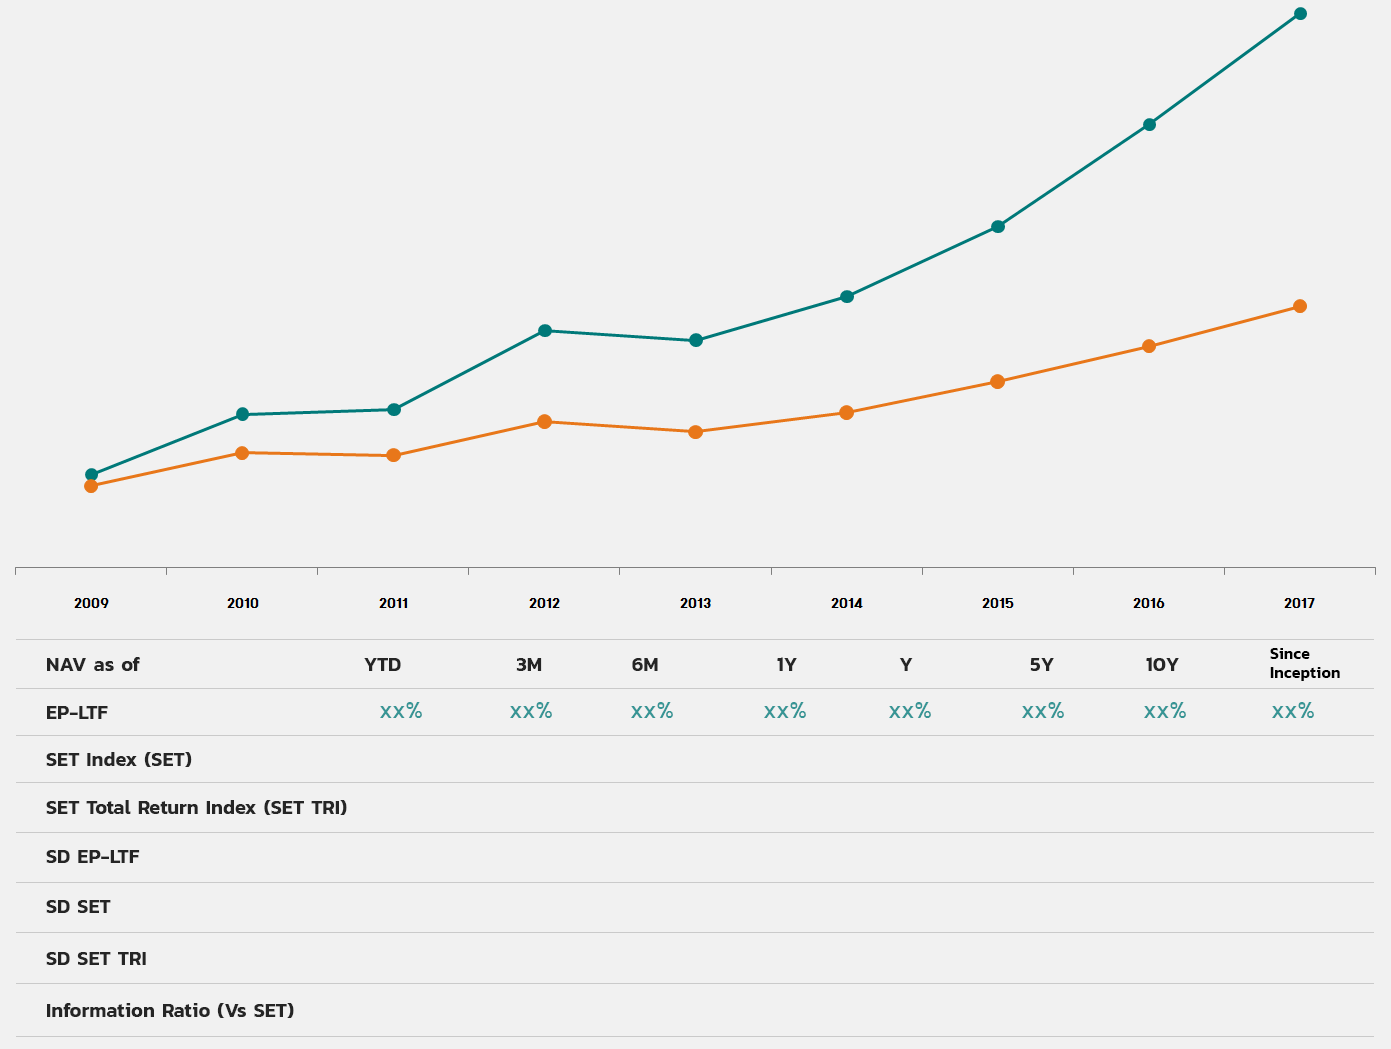 2009 2010 2011 2012 2013 2014 2015 2016 2017
NAV as of YTD 3M 6M 1Y Y 5Y 10Y Since
Inception
EP-LTF xx% xx% xx% xx% xx% xx% xx% xx%
SET Index (SET)
SET Total Return Index (SET TRI)
SD EP-LTF
SD SET
SD SET TRI
Information Ratio (Vs SET)